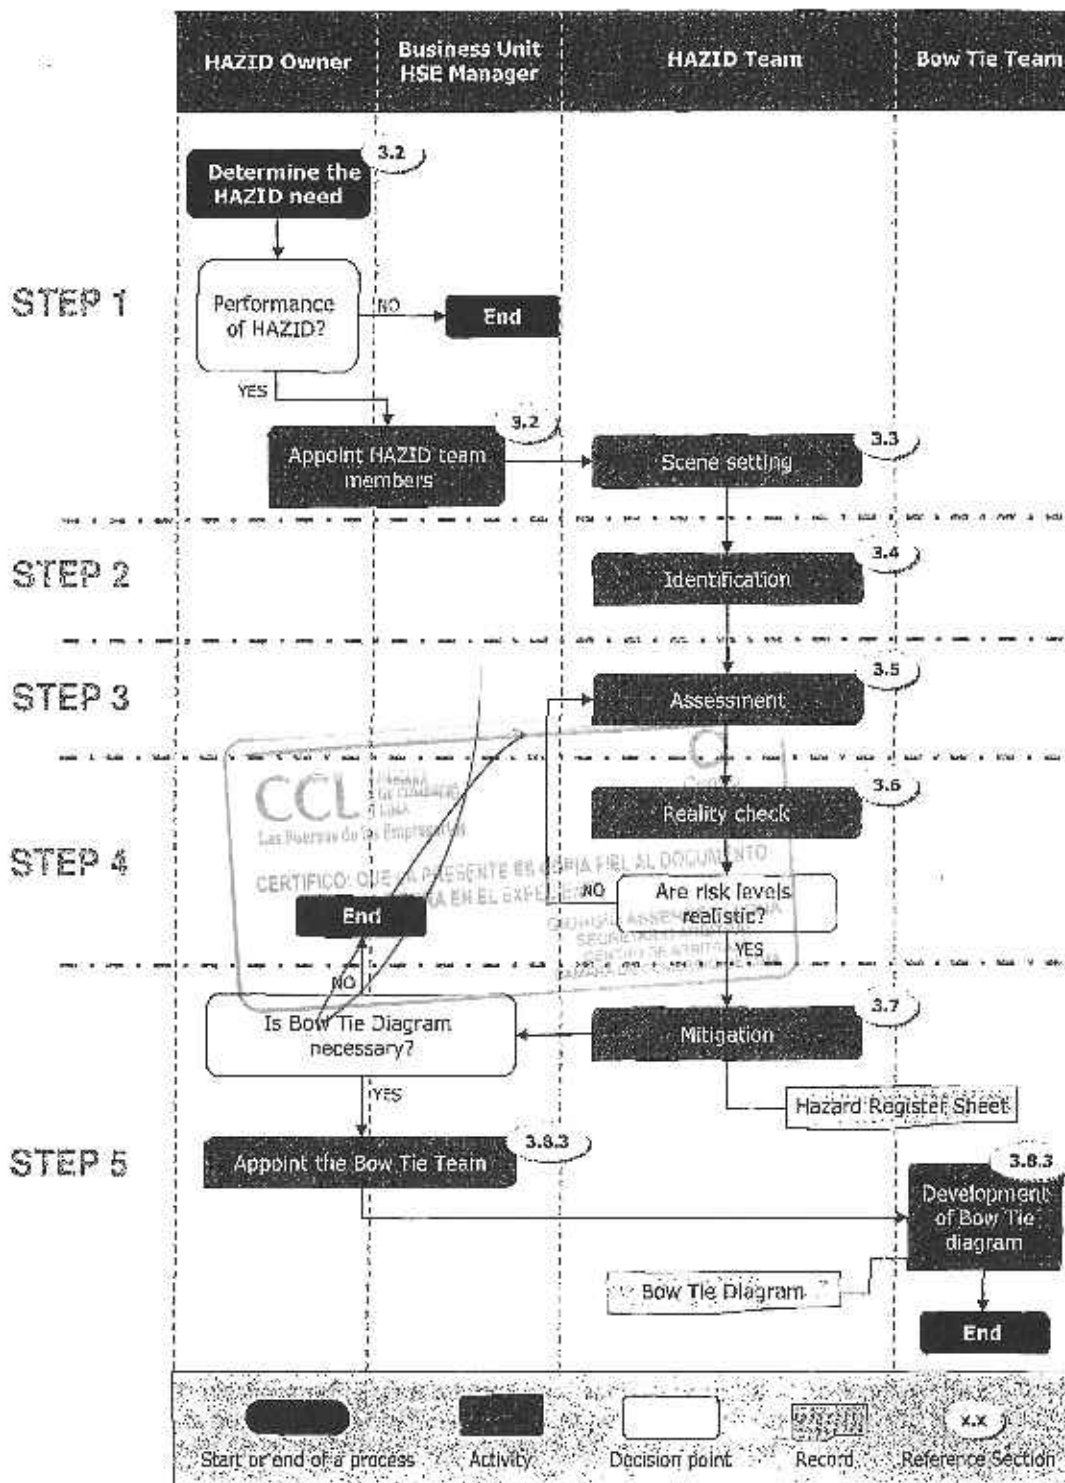 HAZID Owner
Business Unit
HSE Manager
HAZID Team
Bow Tie Team
3.2
Determine the
HAZID need
STEP 1
Performance
of HAZID?
NO
End
YES
3.2
Appoint HAZID team
members
3.3
Scene setting
STEP 2
3.4
Identification
STEP 3
3.5
Assessment
CCL
CÁMARA
DE COMERCIO
LIMA
3.6
Reality check
STEP 4
CERTIFICO: QUE LA PRESENTE ES COPIA FIEL AL DOCUMENTO
EN EL
NO
Are risk levels
realistic?
End
YES
NO
3.7
Is Bow Tie Diagram
necessary?
Mitigation
YES
Hazard Register Sheet
STEP 5
3.8.3
Appoint the Bow Tie Team
3.8.3
Development
of Bow Tie
diagram
Bow Tie Diagram
End
x.x
Start or end of a process
Activity
Decision point
Record
Reference Section